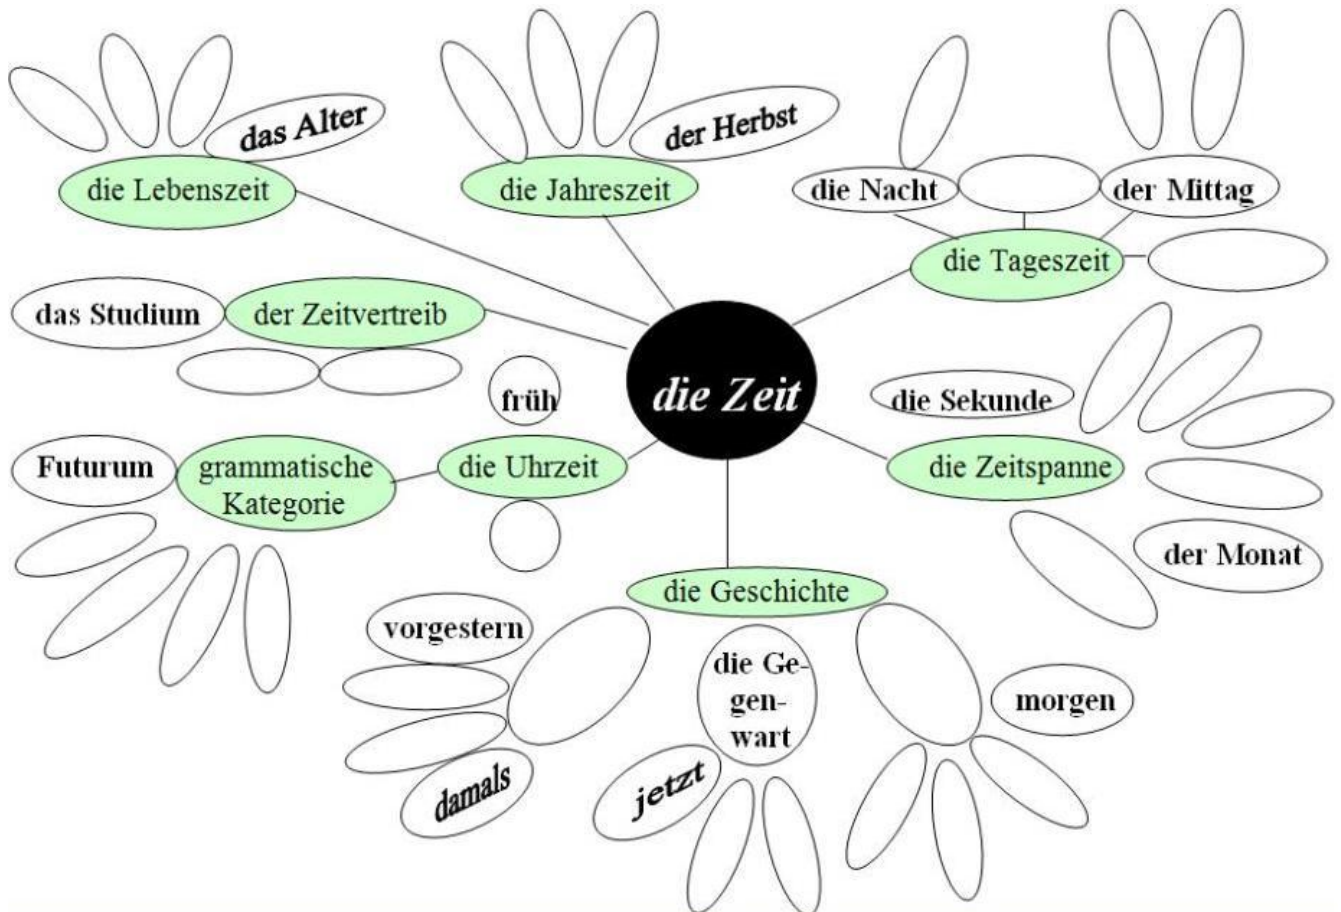 das Alter
der Herbst
die Lebenszeit
die Jahreszeit
die Nacht
der Mittag
die Tageszeit
das Studium
der Zeitvertreib
früh
die Zeit
die Sekunde
Futurum
grammatische
Kategorie
die Uhrzeit
die Zeitspanne
der Monat
die Geschichte
vorgestern
die Ge-
gen-
wart
morgen
damals
jetzt